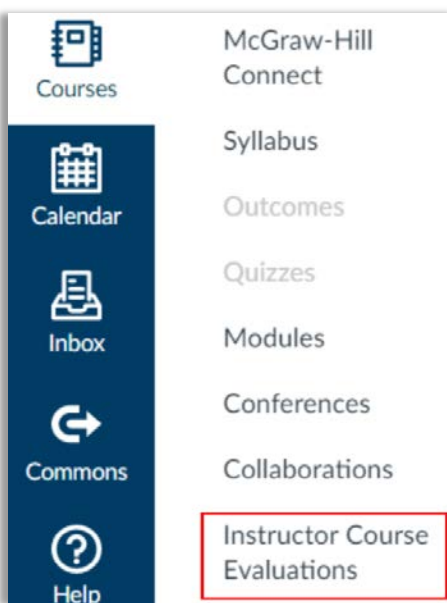 Courses
Calendar
Inbox
Commons
Help
McGraw-Hill
Connect
Syllabus
Outcomes
Quizzes
Modules
Conferences
Collaborations
Instructor Course
Evaluations